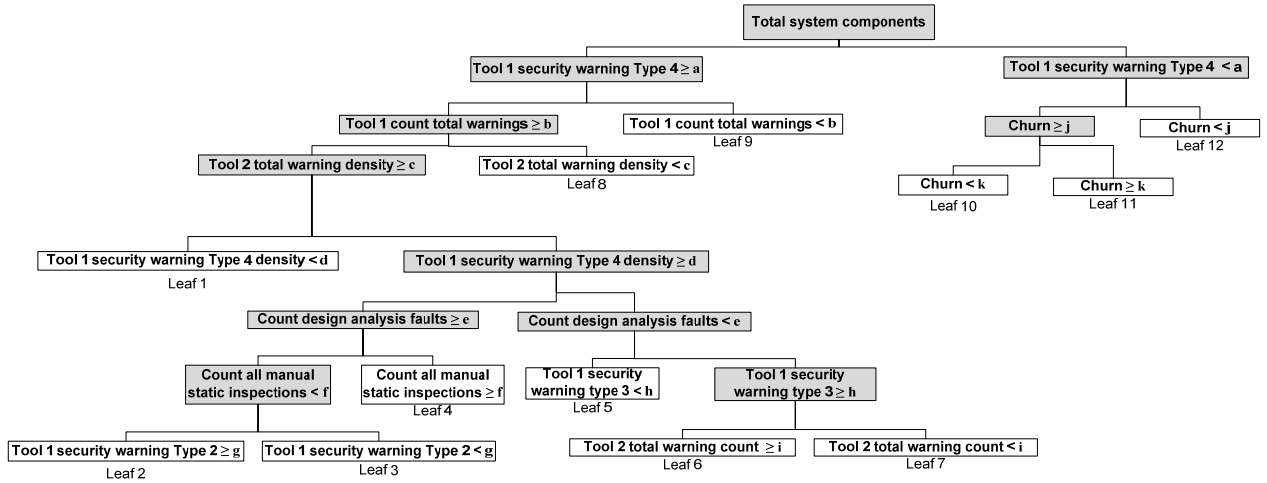 Total system components
Tool 1 security warning Type 4 ≥ a
Tool 1 security warning Type 4 < a
Tool 1 count total warnings ≥ b
Tool 1 count total warnings < b
Leaf 9
Churn ≥ j
Churn < j
Leaf 12
Tool 2 total warning density ≥ c
Tool 2 total warning density < c
Leaf 8
Churn < k
Leaf 10
Churn ≥ k
Leaf 11
Tool 1 security warning Type 4 density < d
Leaf 1
Tool 1 security warning Type 4 density ≥ d
Count design analysis faults ≥ e
Count design analysis faults < e
Count all manual
static inspections < f
Count all manual
static inspections ≥ f
Leaf 4
Tool 1 security
warning type 3 < h
Leaf 5
Tool 1 security
warning type 3 ≥ h
Tool 1 security warning Type 2 ≥ g
Leaf 2
Tool 1 security warning Type 2 < g
Leaf 3
Tool 2 total warning count ≥ i
Leaf 6
Tool 2 total warning count < i
Leaf 7